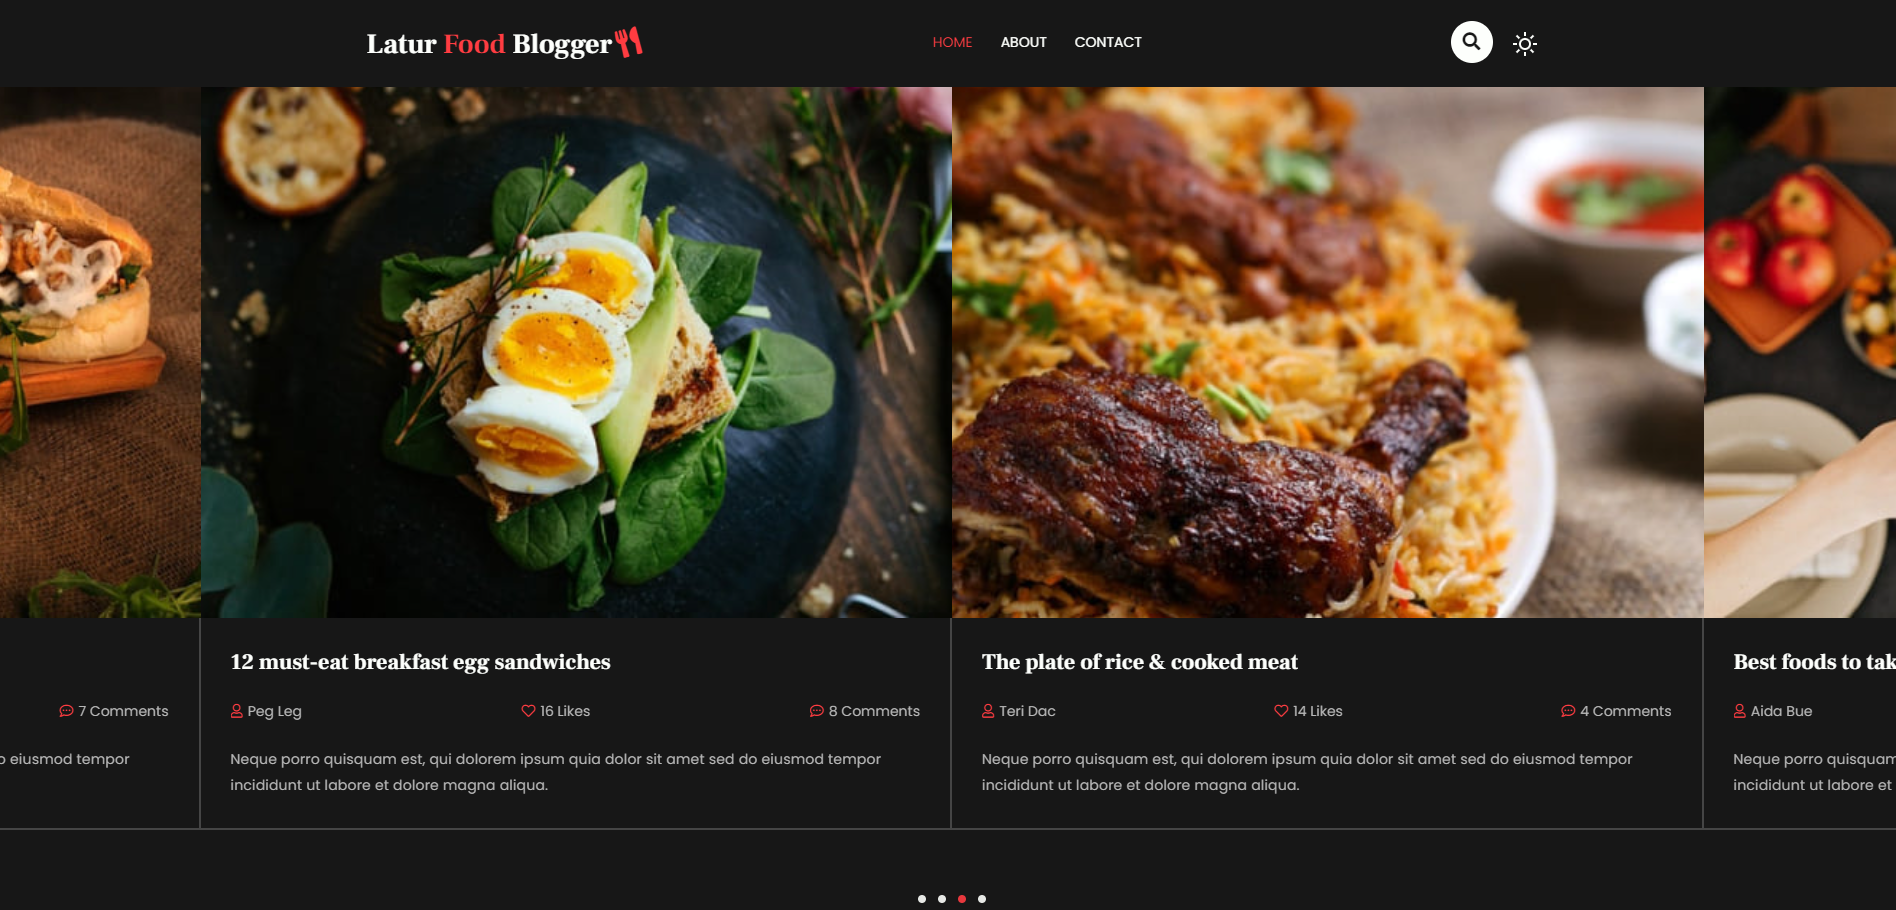 Latur Food Blogger
HOME ABOUT CONTACT
12 must-eat breakfast egg sandwiches
The plate of rice & cooked meat
Best foods to tak
7 Comments
Peg Leg
16 Likes
8 Comments
Teri Dac
14 Likes
4 Comments
Aida Bue
o eiusmod tempor
Neque porro quisquam est, qui dolorem ipsum quia dolor sit amet sed do eiusmod tempor
incididunt ut labore et dolore magna aliqua.
Neque porro quisquam est, qui dolorem ipsum quia dolor sit amet sed do eiusmod tempor
incididunt ut labore et dolore magna aliqua.
Neque porro quisquam
incididunt ut labore et